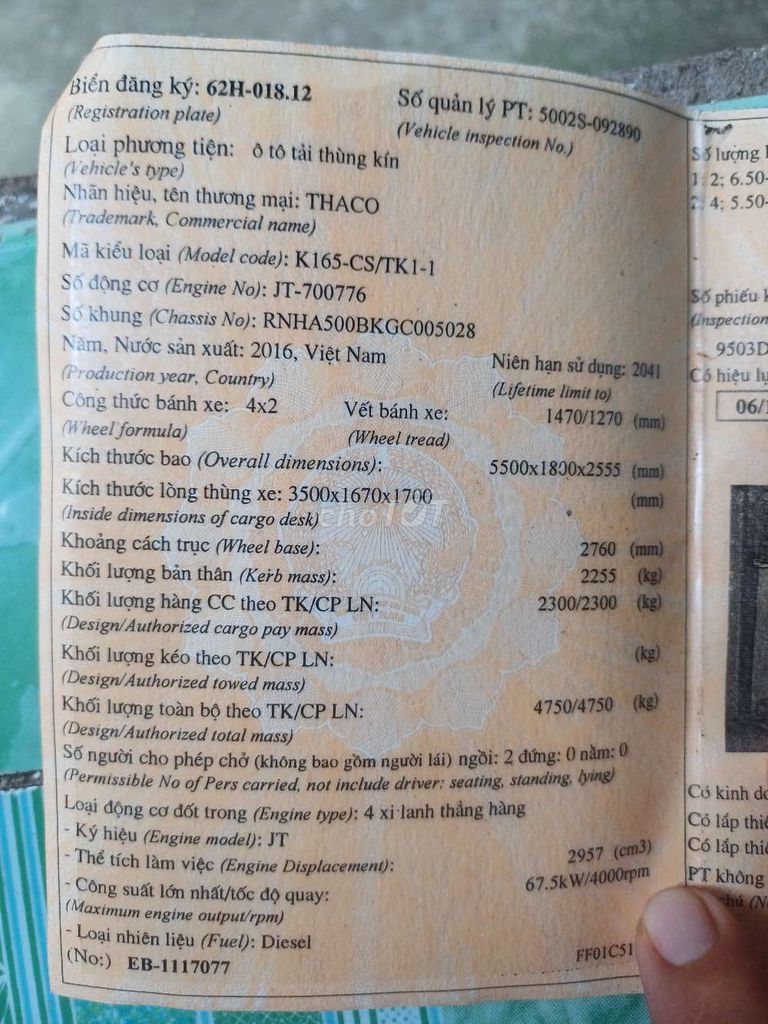 Biển đăng ký: 62H-018.12
(Registration plate)
Số quản lý PT: 5002S-092890
(Vehicle inspection No.)
Loại phương tiện: ô tô tải thùng kín
(Vehicle's type)
Nhãn hiệu, tên thương mại: THACO
(Trademark, Commercial name)
Mã kiểu loại (Model code): K165-CS/TK1-1
Số động cơ (Engine No): JT-700776
Số khung (Chassis No): RNHA500BKGC005028
Năm, Nước sản xuất: 2016, Việt Nam
(Production year, Country)
Niên hạn sử dụng: 2041
(Lifetime limit to)
Công thức bánh xe: 4x2
(Wheel formula)
Vết bánh xe: 1470/1270 (mm)
(Wheel tread)
Kích thước bao (Overall dimensions): 5500x1800x2555 (mm)
Kích thước lòng thùng xe: 3500x1670x1700 (mm)
(Inside dimensions of cargo desk)
Khoảng cách trục (Wheel base): 2760 (mm)
Khối lượng bản thân (Kerb mass): 2255 (kg)
Khối lượng hàng CC theo TK/CP LN: 2300/2300 (kg)
(Design/Authorized cargo pay mass)
Khối lượng kéo theo TK/CP LN: (kg)
(Design/Authorized towed mass)
Khối lượng toàn bộ theo TK/CP LN: 4750/4750 (kg)
(Design/Authorized total mass)
Số người cho phép chở (không bao gồm người lái) ngồi: 2 đứng: 0 nằm: 0
(Permissible No of Pers carried, not include driver: seating, standing, lying)
Loại động cơ đốt trong (Engine type): 4 xi lanh thẳng hàng
- Ký hiệu (Engine model): JT
- Thể tích làm việc (Engine Displacement): 2957 (cm3)
- Công suất lớn nhất/tốc độ quay: 67.5kW/4000rpm
(Maximum engine output/rpm)
- Loại nhiên liệu (Fuel): Diesel
(No:) EB-1117077
FF01C51
chợTỐT
Số lượng
1; 2; 6.50-
2; 4; 5.50-
Số phiếu
(Inspection
9503D
Có hiệu lự
06/1
Có kinh do
Có lắp thiế
Có lắp thiế
PT không